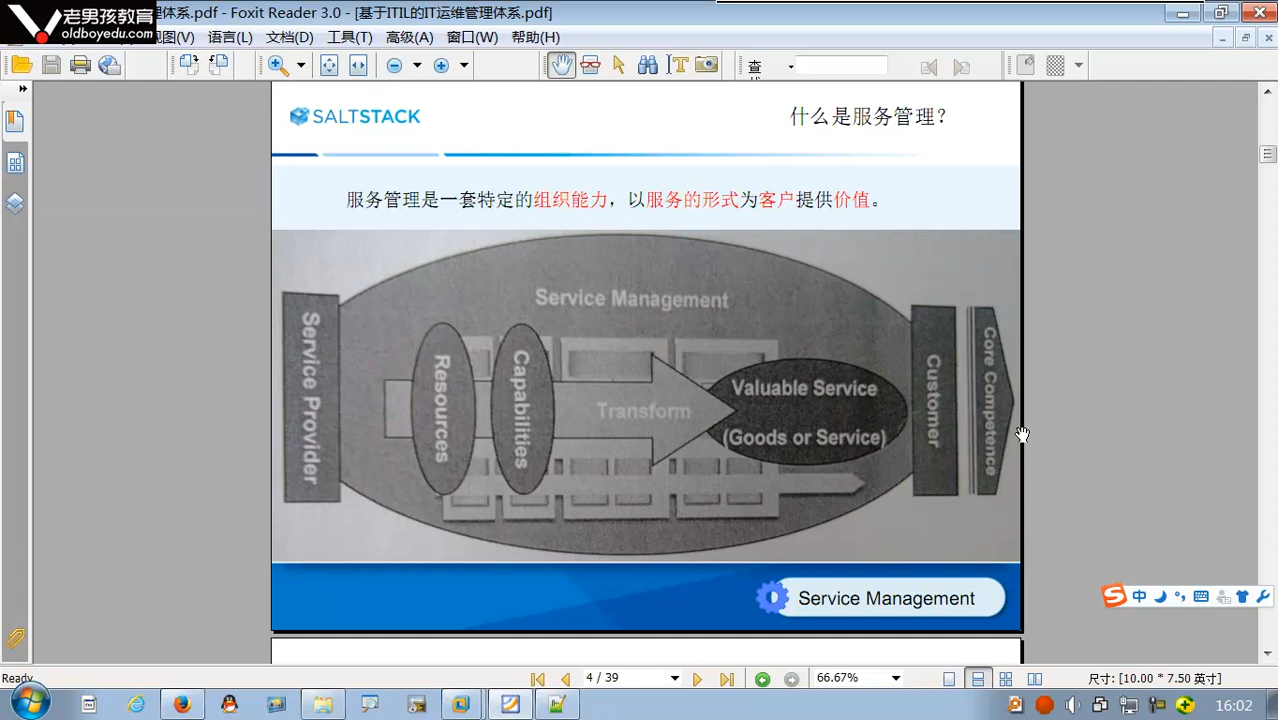 老男孩教育
oldboyedu.com
理体系.pdf - Foxit Reader 3.0 - [基于ITIL的IT运维管理体系.pdf]
图(V) 语言(L) 文档(D) 工具(T) 高级(A) 窗口(W) 帮助(H)
SALTSTACK
什么是服务管理?
服务管理是一套特定的组织能力，以服务的形式为客户提供价值。
Service Management
Service Provider
Resources
Capabilities
Transform
Valuable Service
(Goods or Service)
Customer
Core Competence
Service Management
中
Ready
4 / 39
66.67%
尺寸: [10.00 * 7.50 英寸]
16:02